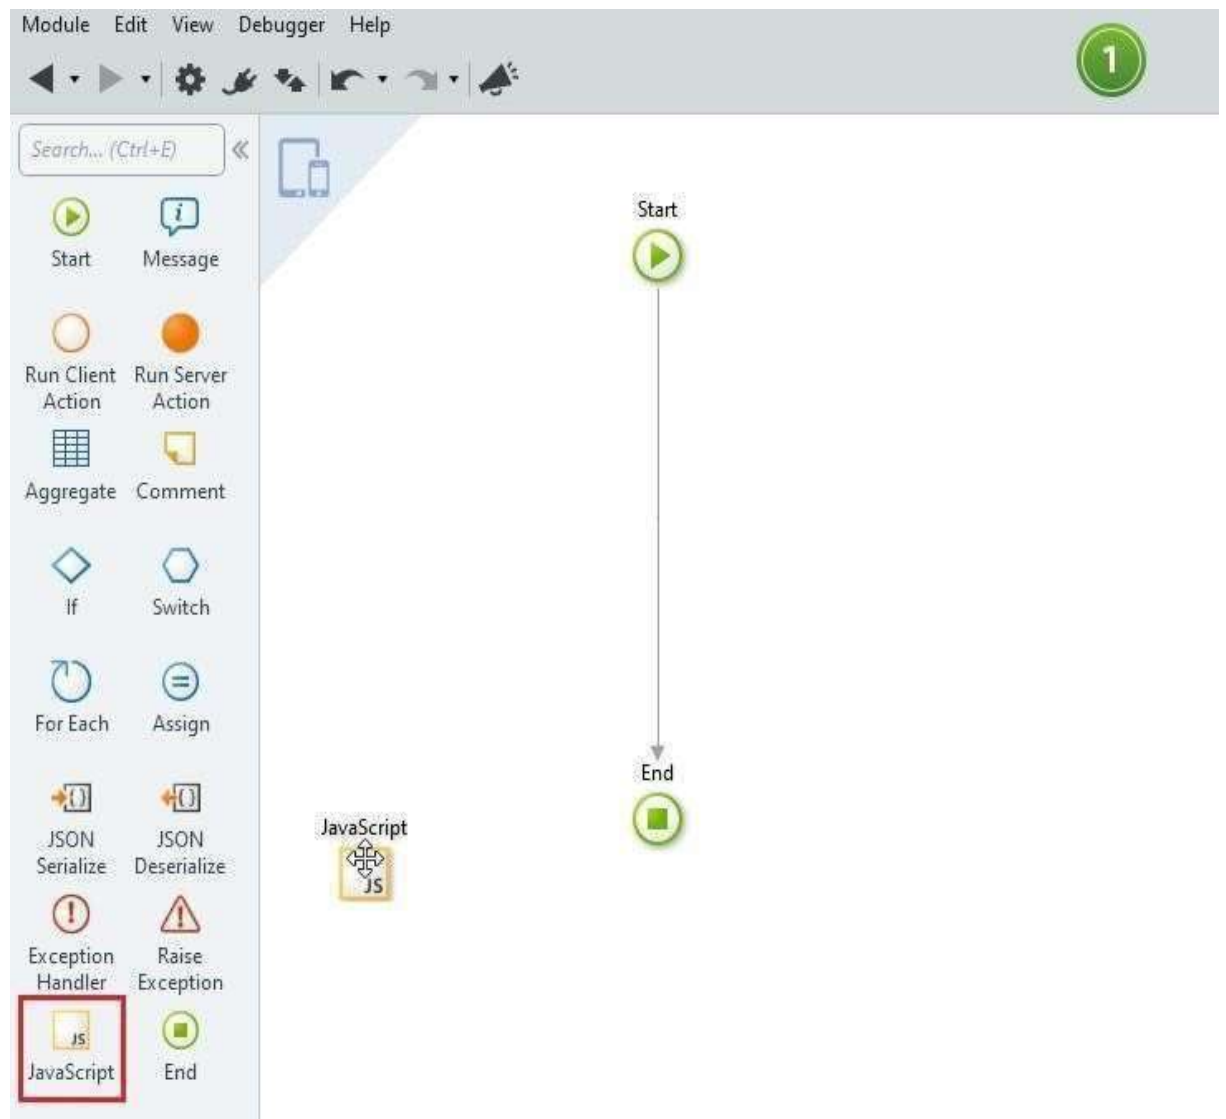 Module Edit View Debugger Help
1
Search... (Ctrl+E)
Start
Start Message
Run Client Run Server
Action Action
Aggregate Comment
If Switch
For Each Assign
End
JSON JSON
Serialize Deserialize
JavaScript
JS
Exception Raise
Handler Exception
JS
JavaScript End